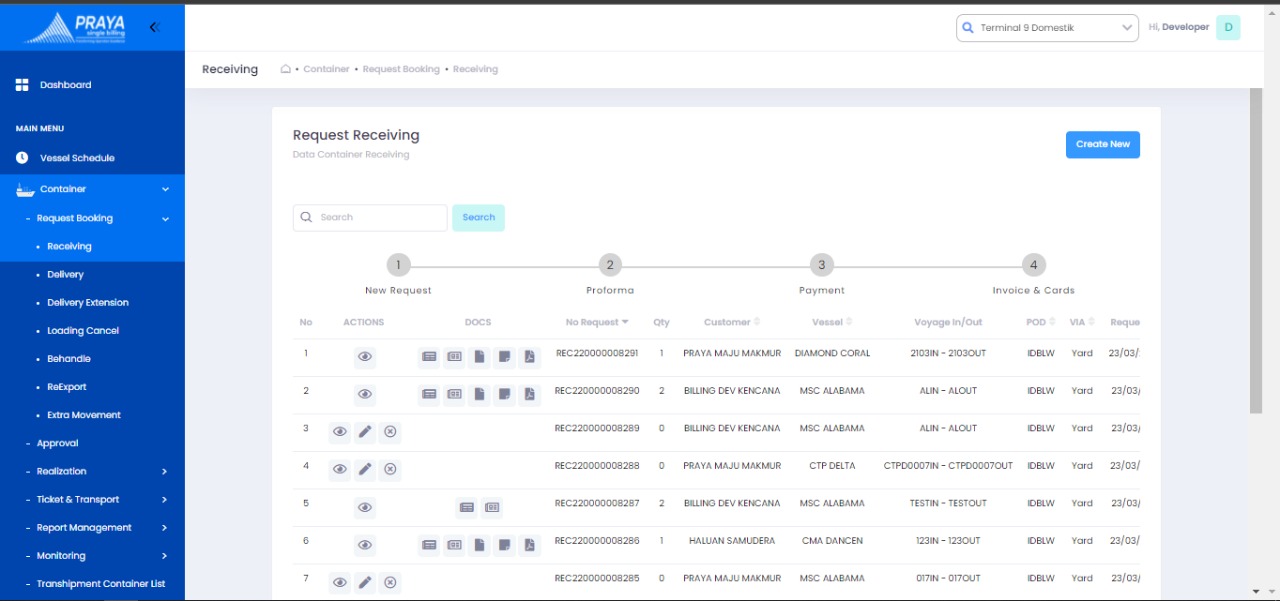 PRAYA
single billing
Terminal 9 Domestik
Hi, Developer
D
Receiving
• Container • Request Booking • Receiving
Dashboard
MAIN MENU
Vessel Schedule
Container
- Request Booking
• Receiving
• Delivery
• Delivery Extension
• Loading Cancel
• Behandle
• ReExport
• Extra Movement
- Approval
- Realization
- Ticket & Transport
- Report Management
- Monitoring
- Transhipment Container List
Request Receiving
Data Container Receiving
Create New
Search
Search
1 2 3 4
New Request Proforma Payment Invoice & Cards
No ACTIONS DOCS No Request Qty Customer Vessel Voyage In/Out POD VIA Reque
1 REC220000008291 1 PRAYA MAJU MAKMUR DIAMOND CORAL 2103IN - 2103OUT IDBLW Yard 23/03/
2 REC220000008290 2 BILLING DEV KENCANA MSC ALABAMA ALIN - ALOUT IDBLW Yard 23/03/
3 REC220000008289 0 BILLING DEV KENCANA MSC ALABAMA ALIN - ALOUT IDBLW Yard 23/03/
4 REC220000008288 0 PRAYA MAJU MAKMUR CTP DELTA CTPD0007IN - CTPD0007OUT IDBLW Yard 23/03/
5 REC220000008287 2 BILLING DEV KENCANA MSC ALABAMA TESTIN - TESTOUT IDBLW Yard 23/03/
6 REC220000008286 1 HALUAN SAMUDERA CMA DANCEN 123IN - 123OUT IDBLW Yard 23/03/
7 REC220000008285 0 PRAYA MAJU MAKMUR MSC ALABAMA 017IN - 017OUT IDBLW Yard 23/03/